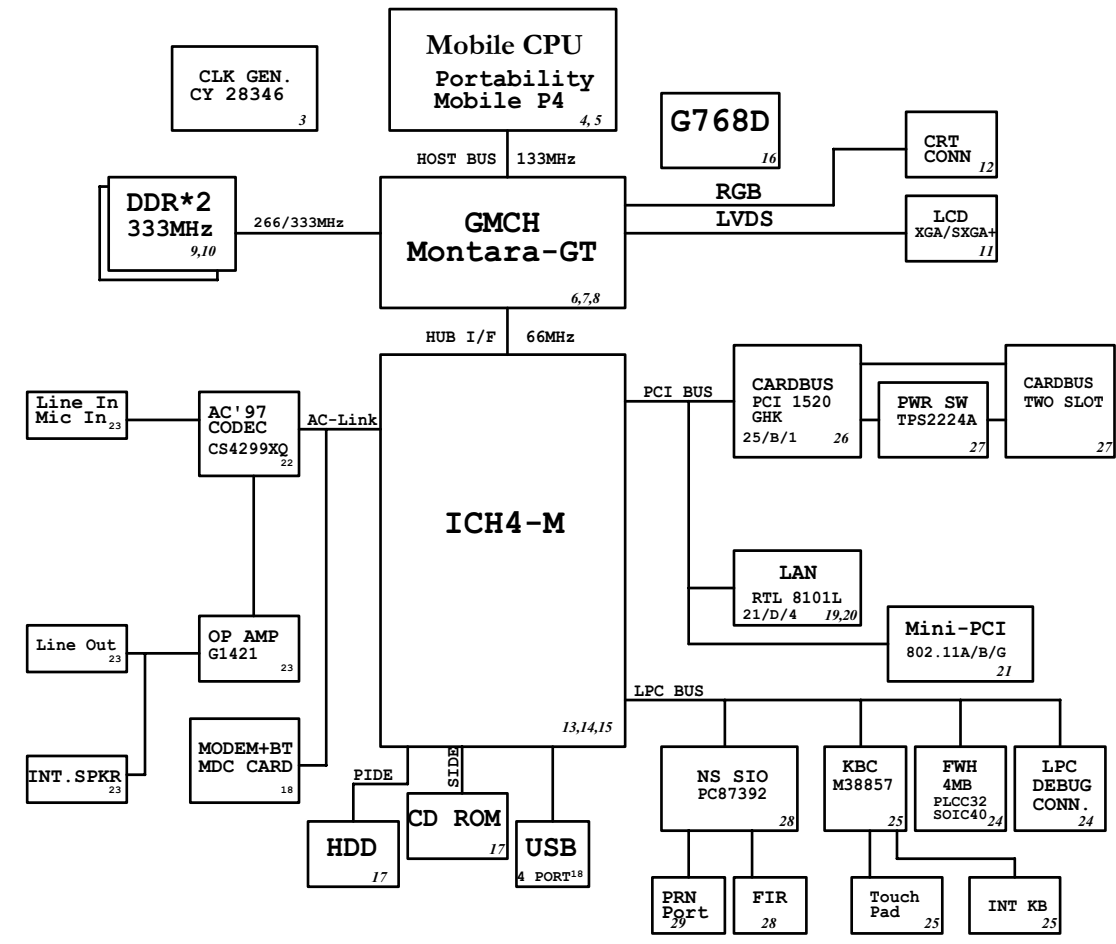 Mobile CPU
Portability
Mobile P4
4, 5
CLK GEN.
CY 28346
3
G768D
16
CRT
CONN
12
HOST BUS
133MHz
RGB
LVDS
LCD
XGA/SXGA+
11
DDR*2
333MHz
9,10
266/333MHz
GMCH
Montara-GT
6,7,8
HUB I/F
66MHz
Line In
Mic In
23
AC'97
CODEC
CS4299XQ
22
AC-Link
ICH4-M
13,14,15
PCI BUS
CARDBUS
PCI 1520
GHK
25/B/1
26
PWR SW
TPS2224A
27
CARDBUS
TWO SLOT
27
LAN
RTL 8101L
21/D/4
19,20
Mini-PCI
802.11A/B/G
21
Line Out
23
OP AMP
G1421
23
INT.SPKR
23
MODEM+BT
MDC CARD
18
LPC BUS
PIDE
SIDE
HDD
17
CD ROM
17
USB
4 PORT
18
NS SIO
PC87392
28
KBC
M38857
25
FWH
4MB
PLCC32
SOIC40
24
LPC
DEBUG
CONN.
24
PRN
Port
29
FIR
28
Touch
Pad
25
INT KB
25